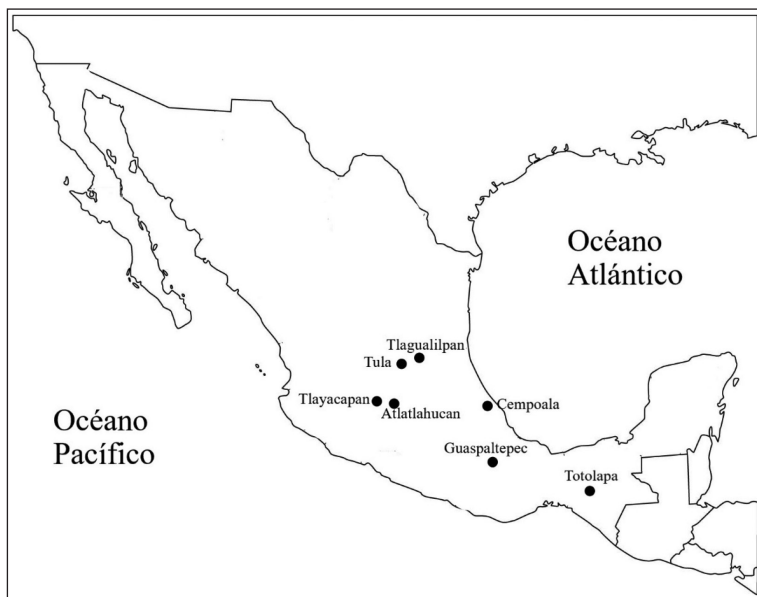 Océano
Atlántico
Tlagualilpan
Tula
Tlayacapan
Atlatlahucan
Cempoala
Océano
Pacífico
Guaspaltepec
Totolapa